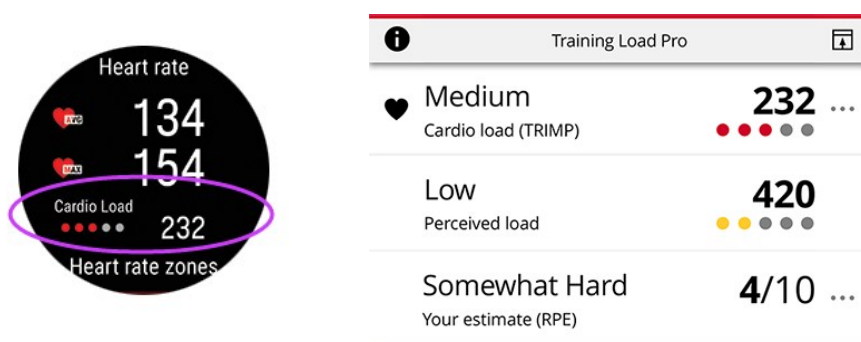 Heart rate
AVG 134
MAX 154
Cardio Load
232
Heart rate zones
Training Load Pro
Medium 232
Cardio load (TRIMP)
Low 420
Perceived load
Somewhat Hard 4/10
Your estimate (RPE)